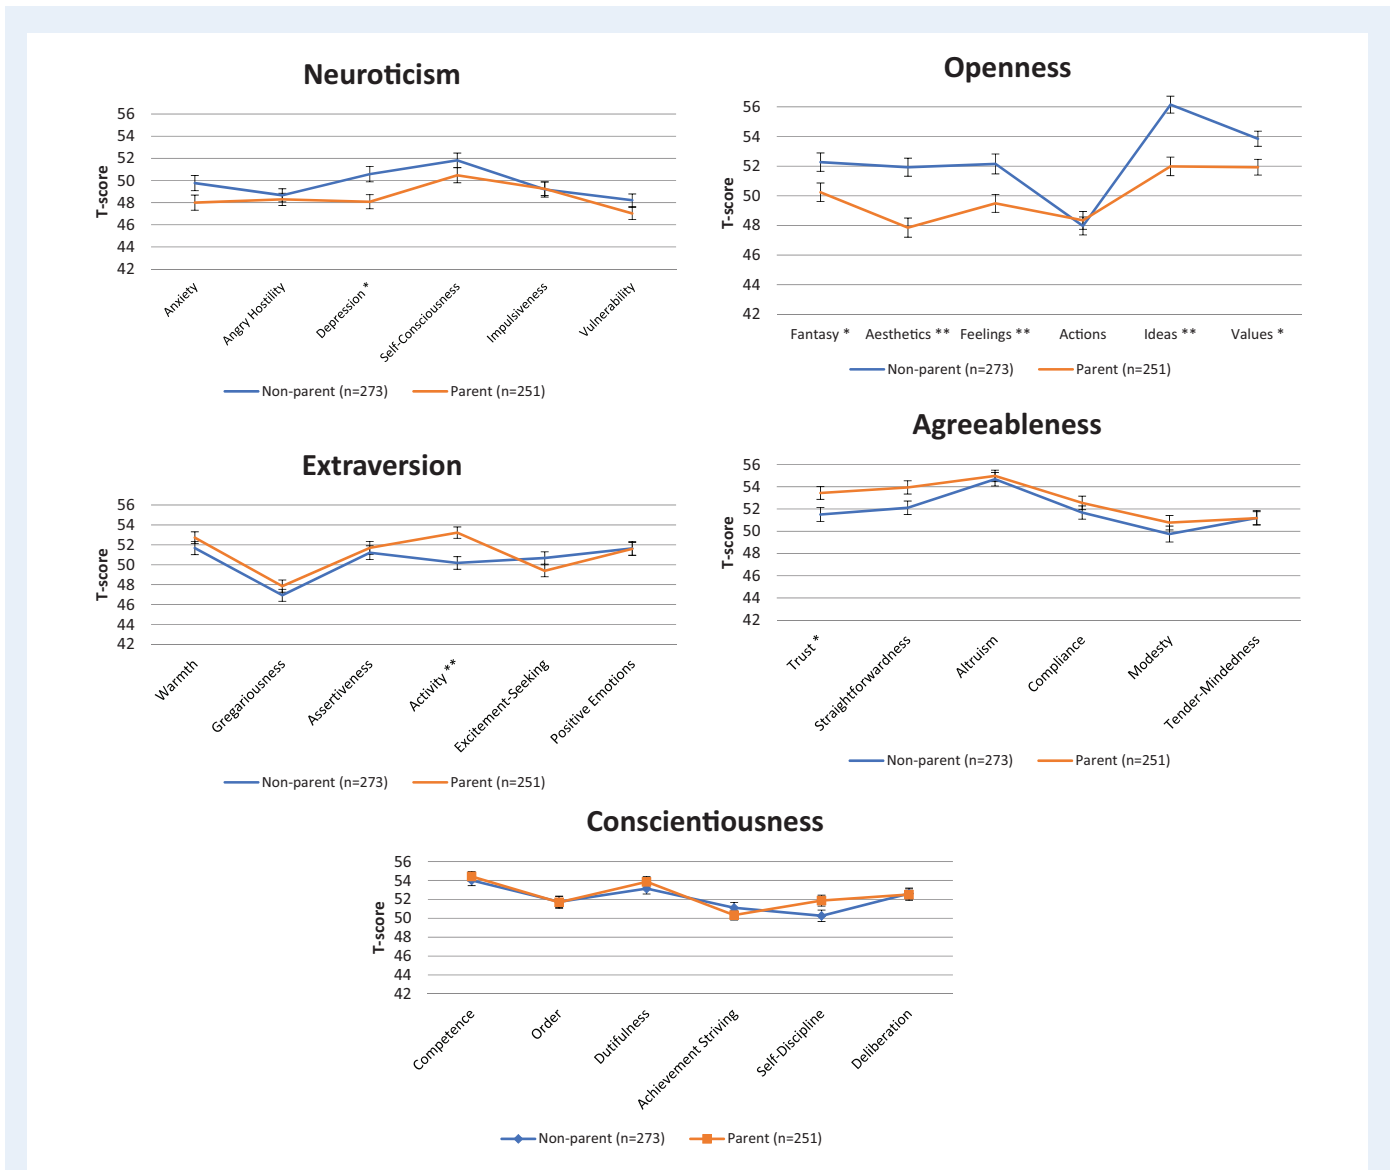 Neuroticism
56
54
52
50
48
46
44
42
T-score
Anxiety
Angry Hostility
Depression *
Self-Consciousness
Impulsiveness
Vulnerability
Non-parent (n=273) Parent (n=251)
Openness
56
54
52
50
48
46
44
42
T-score
Fantasy * Aesthetics ** Feelings ** Actions Ideas ** Values *
Non-parent (n=273) Parent (n=251)
Extraversion
56
54
52
50
48
46
44
42
T-score
Warmth
Gregariousness
Assertiveness
Activity **
Excitement-Seeking
Positive Emotions
Non-parent (n=273) Parent (n=251)
Agreeableness
56
54
52
50
48
46
44
42
T-score
Trust *
Straightforwardness
Altruism
Compliance
Modesty
Tender-Mindedness
Non-parent (n=273) Parent (n=251)
Conscientiousness
56
54
52
50
48
46
44
42
T-score
Competence
Order
Dutifulness
Achievement Striving
Self-Discipline
Deliberation
Non-parent (n=273) Parent (n=251)